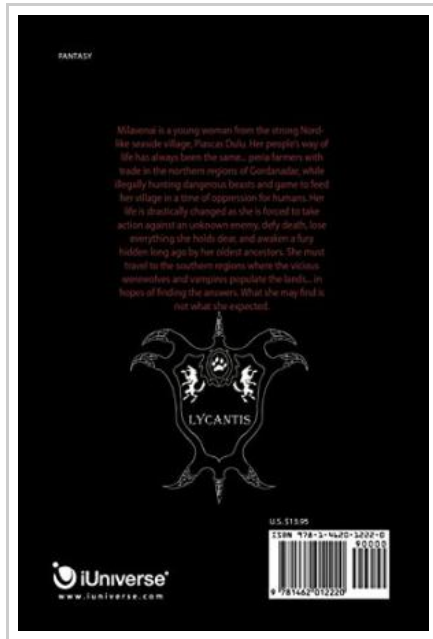 FANTASY
Milavenai is a young woman from the strong Nord-
like seaside village, Piascas Dulu. Her people's way of
life has always been the same... peria farmers with
trade in the northern regions of Gordanadar, while
illegally hunting dangerous beasts and game to feed
her village in a time of oppression for humans. Her
life is drastically changed as she is forced to take
action against an unknown enemy, defy death, lose
everything she holds dear, and awaken a fury
hidden long ago by her oldest ancestors. She must
travel to the southern regions where the vicious
werewolves and vampires populate the lands... in
hopes of finding the answers. What she may find is
not what she expected.
LYCANTIS
U.S. $13.95
ISBN 978-1-4620-1222-0
90000
iUniverse®
www.iuniverse.com
9 781462 012220